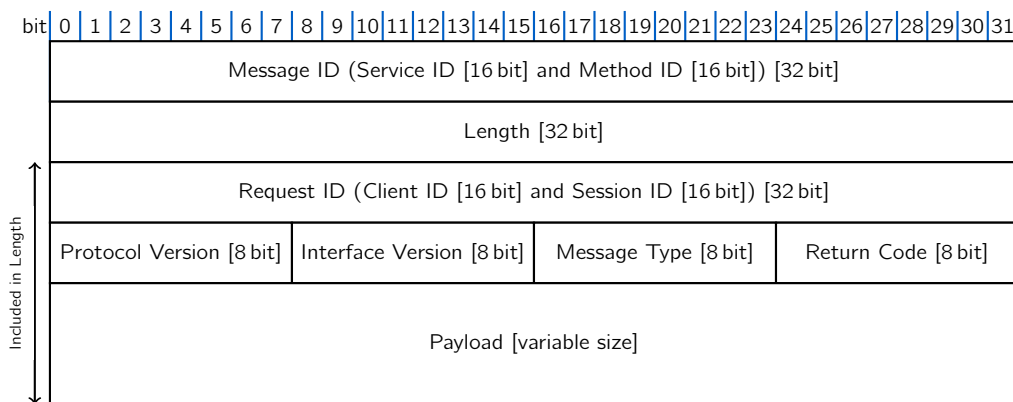 bit 0 1 2 3 4 5 6 7 8 9 10 11 12 13 14 15 16 17 18 19 20 21 22 23 24 25 26 27 28 29 30 31
Message ID (Service ID [16 bit] and Method ID [16 bit]) [32 bit]
Length [32 bit]
Request ID (Client ID [16 bit] and Session ID [16 bit]) [32 bit]
Protocol Version [8 bit] Interface Version [8 bit] Message Type [8 bit] Return Code [8 bit]
Included in Length
Payload [variable size]